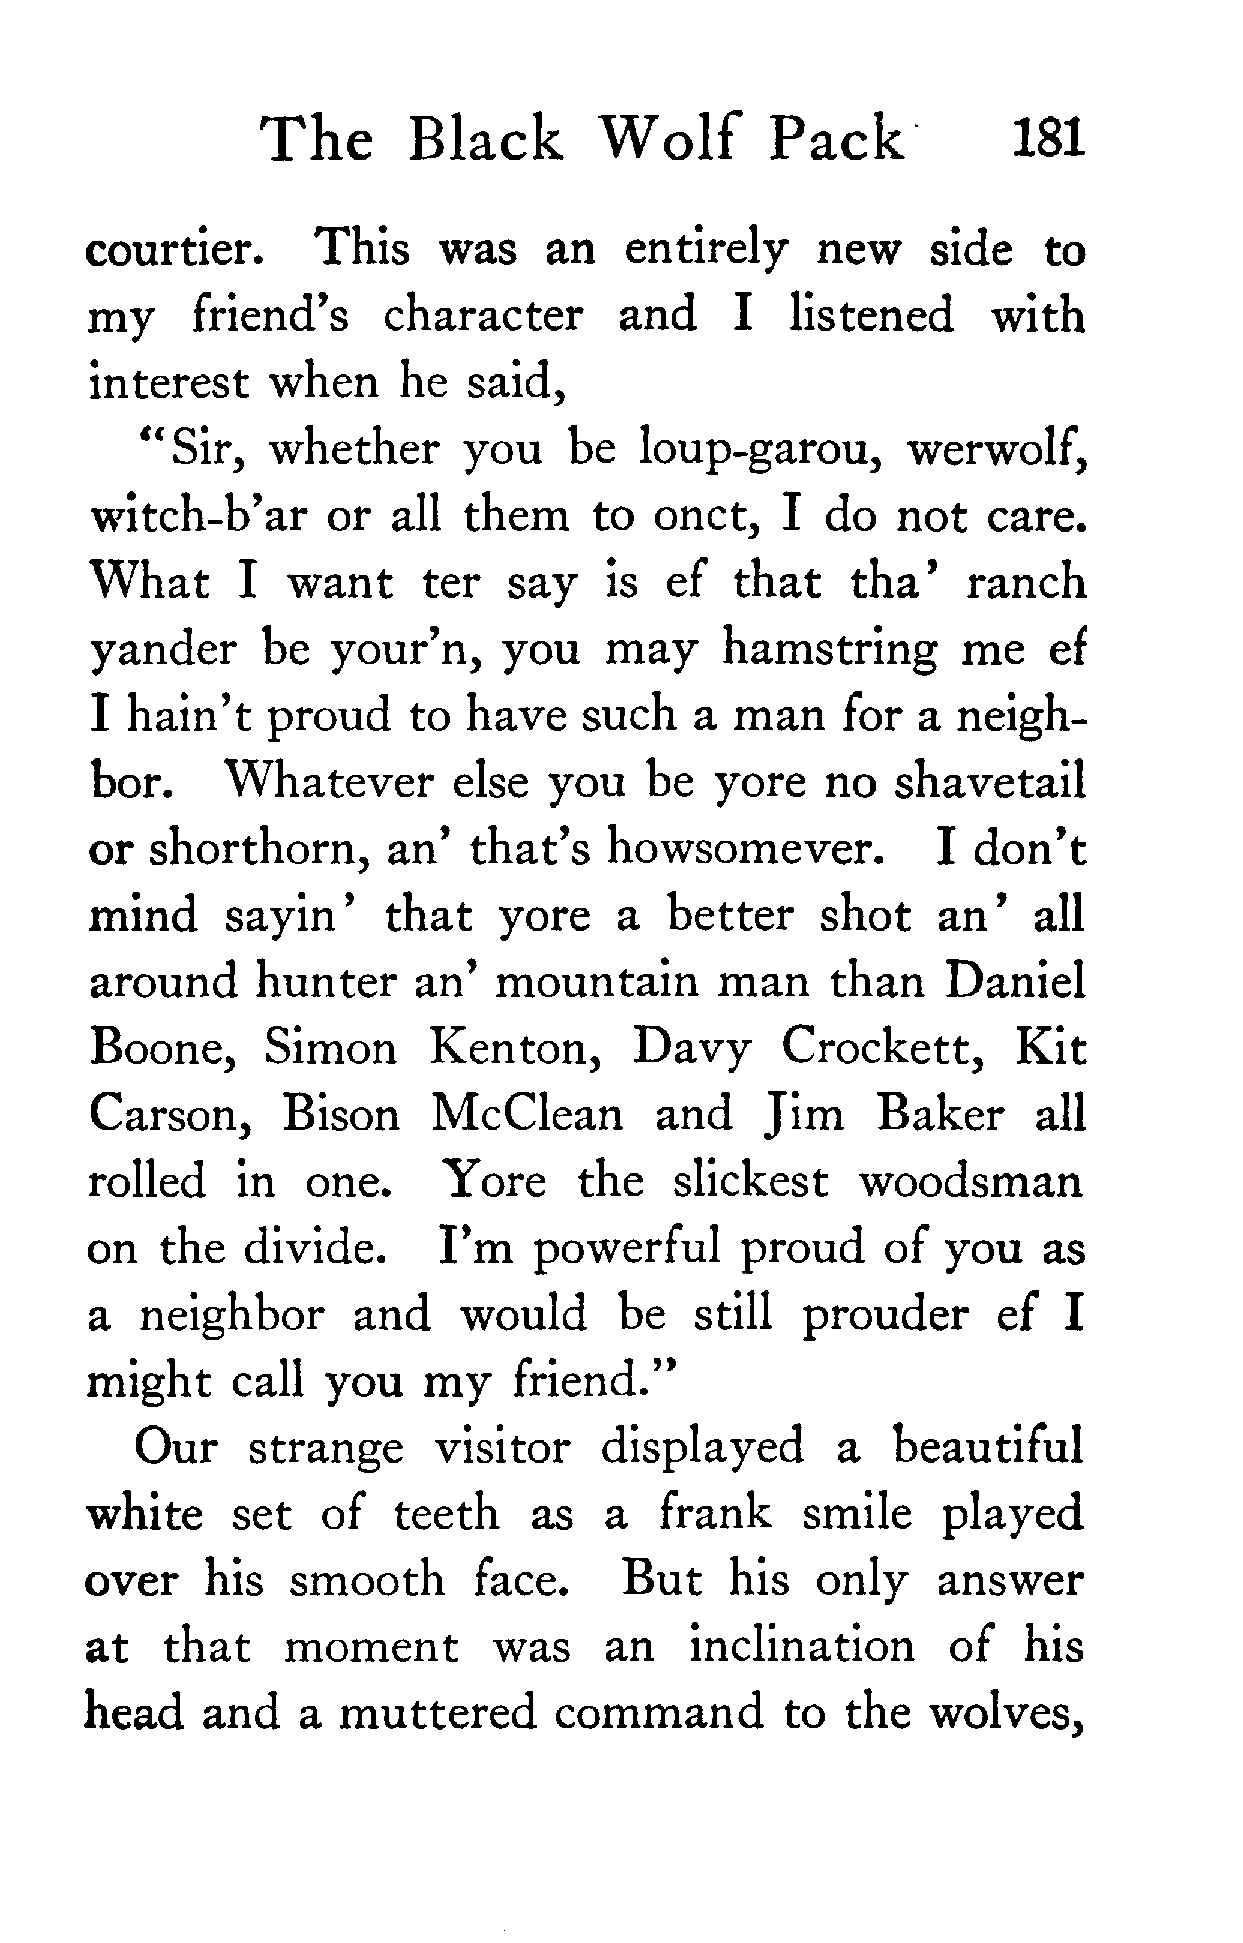 The Black Wolf Pack 181
courtier. This was an entirely new side to
my friend's character and I listened with
interest when he said,
“Sir, whether you be loup-garou, werwolf,
witch-b'ar or all them to onct, I do not care.
What I want ter say is ef that tha' ranch
yander be your'n, you may hamstring me ef
I hain't proud to have such a man for a neigh-
bor. Whatever else you be yore no shavetail
or shorthorn, an' that's howsomever. I don't
mind sayin' that yore a better shot an' all
around hunter an' mountain man than Daniel
Boone, Simon Kenton, Davy Crockett, Kit
Carson, Bison McClean and Jim Baker all
rolled in one. Yore the slickest woodsman
on the divide. I'm powerful proud of you as
a neighbor and would be still prouder ef I
might call you my friend.”
Our strange visitor displayed a beautiful
white set of teeth as a frank smile played
over his smooth face. But his only answer
at that moment was an inclination of his
head and a muttered command to the wolves,